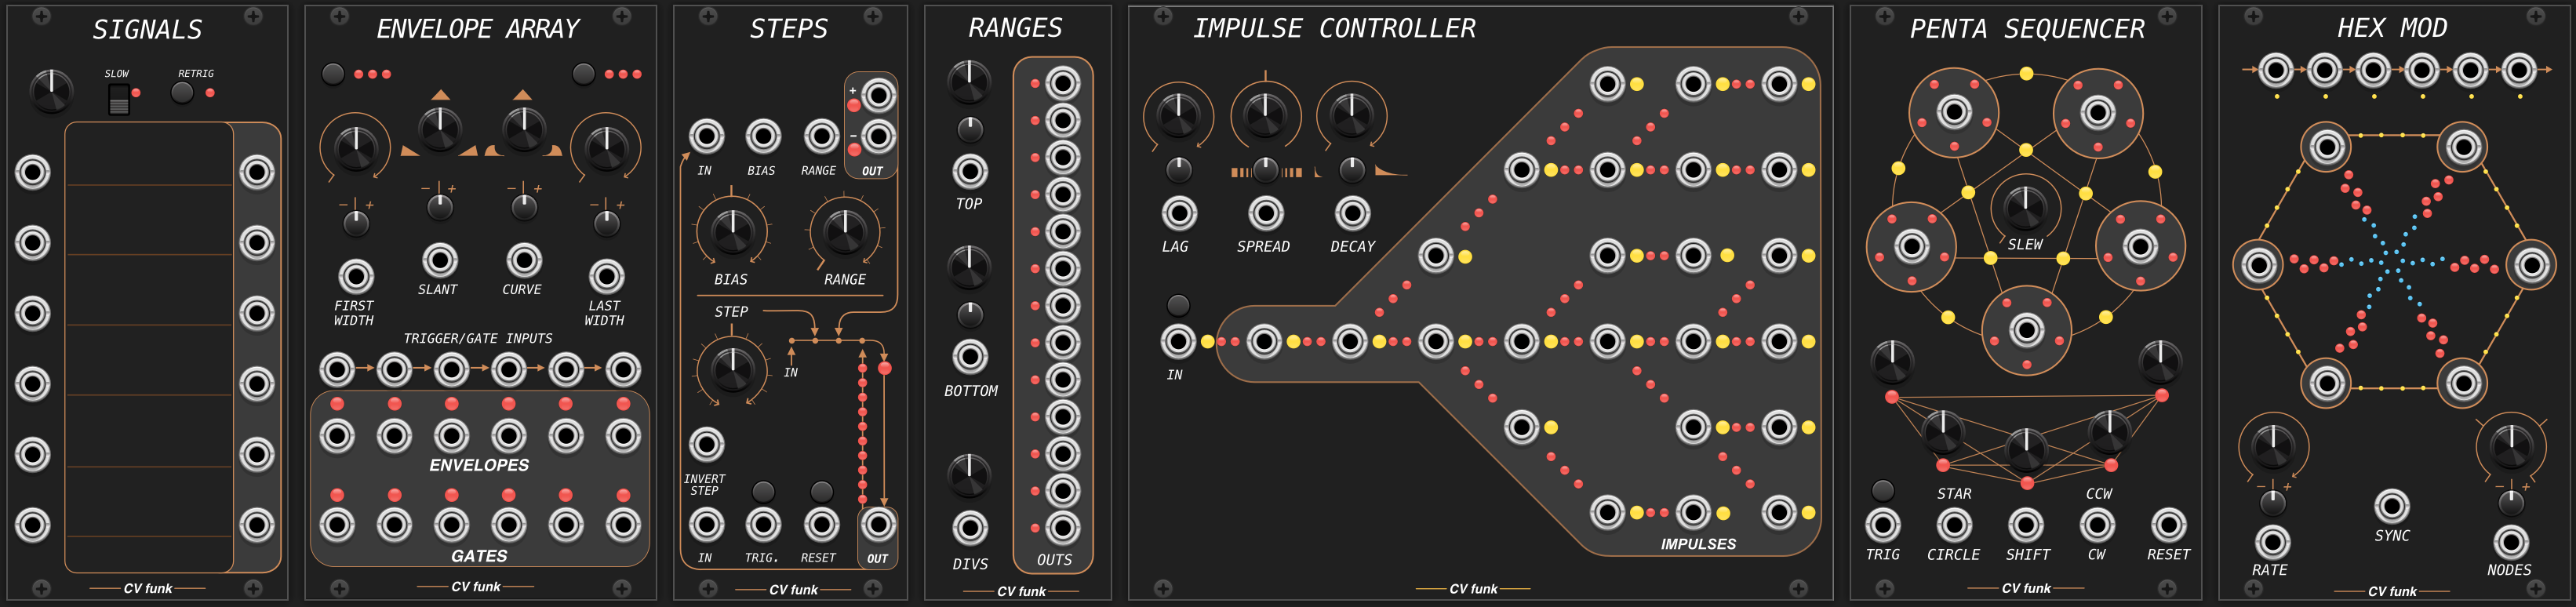 SIGNALS
SLOW
RETRIG
CV funk
ENVELOPE ARRAY
− | +
− | +
− | +
− | +
FIRST
WIDTH
SLANT
CURVE
LAST
WIDTH
TRIGGER/GATE INPUTS
ENVELOPES
GATES
CV funk
STEPS
+
−
IN
BIAS
RANGE
OUT
BIAS
RANGE
STEP
IN
INVERT
STEP
IN
TRIG.
RESET
OUT
CV funk
RANGES
TOP
BOTTOM
DIVS
OUTS
CV funk
IMPULSE CONTROLLER
LAG
SPREAD
DECAY
IN
IMPULSES
CV funk
PENTA SEQUENCER
SLEW
STAR
CCW
TRIG
CIRCLE
SHIFT
CW
RESET
CV funk
HEX MOD
− | +
− | +
SYNC
RATE
NODES
CV funk